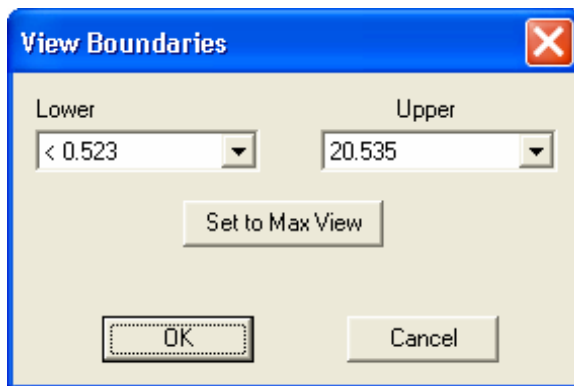 View Boundaries
Lower Upper
< 0.523 20.535
Set to Max View
OK Cancel